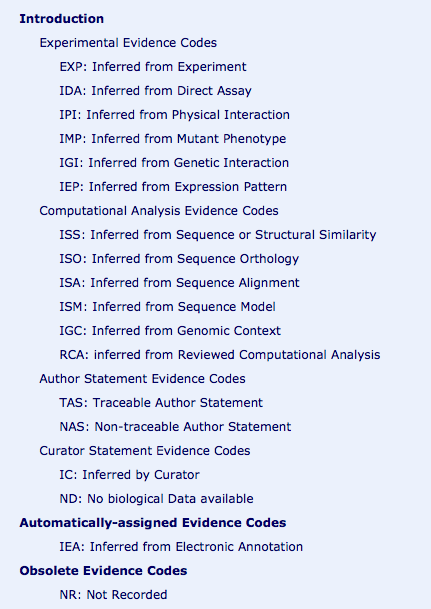 Introduction
Experimental Evidence Codes
EXP: Inferred from Experiment
IDA: Inferred from Direct Assay
IPI: Inferred from Physical Interaction
IMP: Inferred from Mutant Phenotype
IGI: Inferred from Genetic Interaction
IEP: Inferred from Expression Pattern
Computational Analysis Evidence Codes
ISS: Inferred from Sequence or Structural Similarity
ISO: Inferred from Sequence Orthology
ISA: Inferred from Sequence Alignment
ISM: Inferred from Sequence Model
IGC: Inferred from Genomic Context
RCA: inferred from Reviewed Computational Analysis
Author Statement Evidence Codes
TAS: Traceable Author Statement
NAS: Non-traceable Author Statement
Curator Statement Evidence Codes
IC: Inferred by Curator
ND: No biological Data available
Automatically-assigned Evidence Codes
IEA: Inferred from Electronic Annotation
Obsolete Evidence Codes
NR: Not Recorded